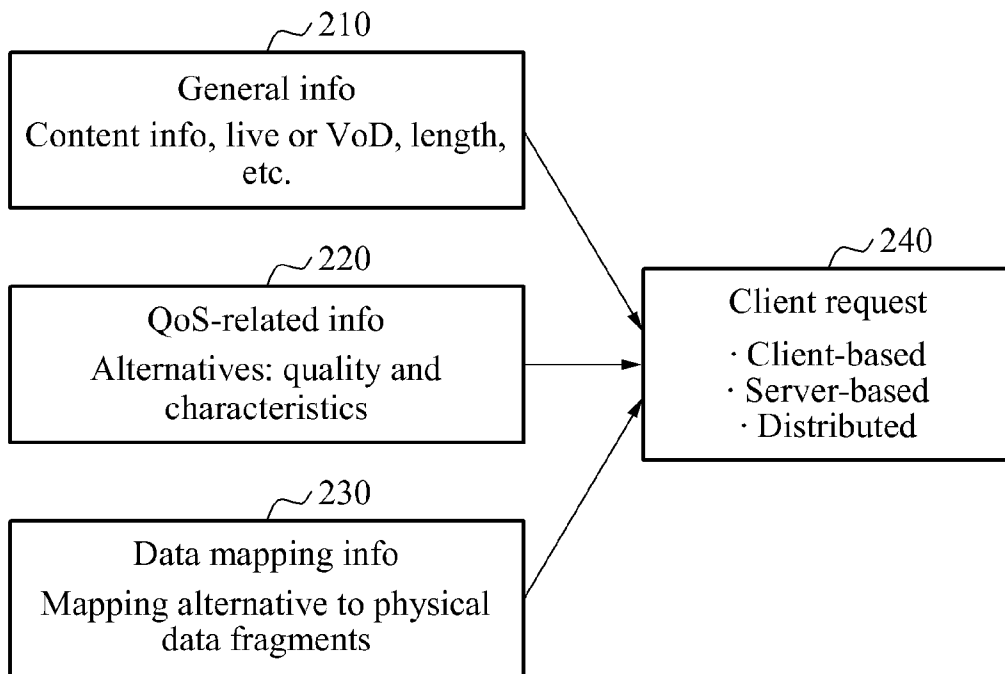 210
General info
Content info, live or VoD, length,
etc.
220
QoS-related info
Alternatives: quality and
characteristics
230
Data mapping info
Mapping alternative to physical
data fragments
240
Client request
· Client-based
· Server-based
· Distributed